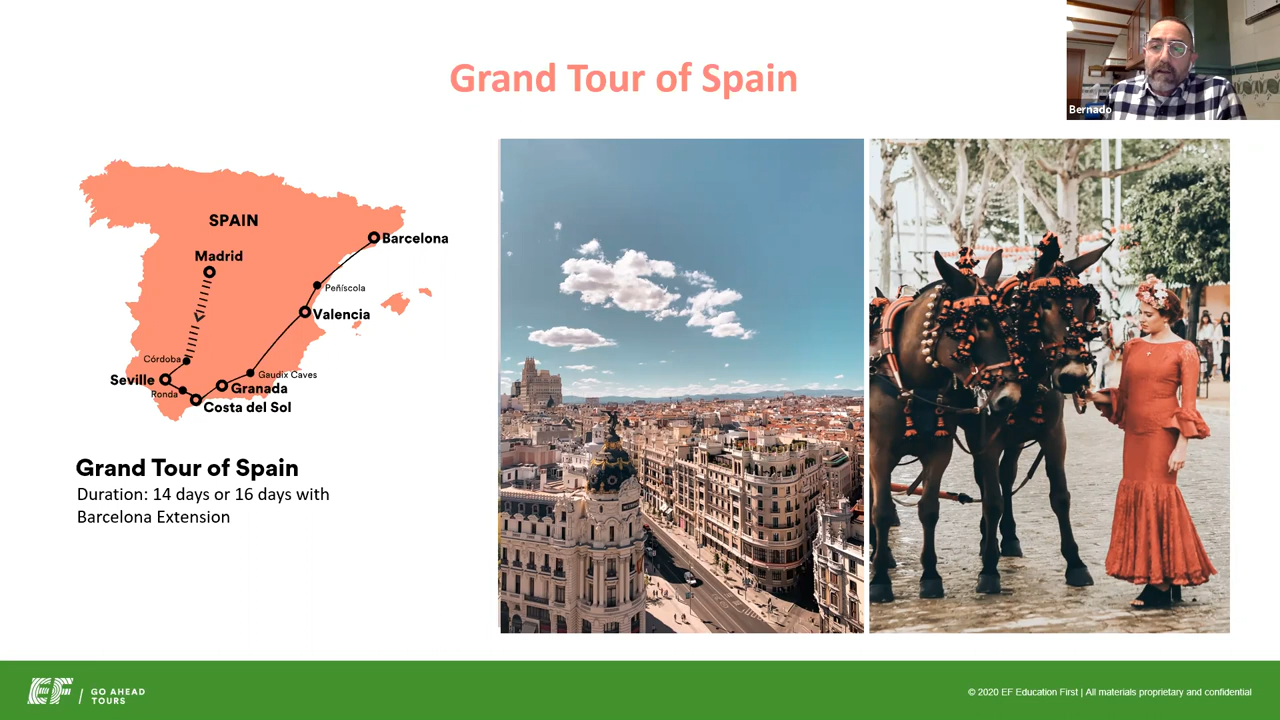 Grand Tour of Spain
Bernado
SPAIN
Madrid
Barcelona
Peñíscola
Valencia
Córdoba
Gaudix Caves
Seville
Granada
Ronda
Costa del Sol
Grand Tour of Spain
Duration: 14 days or 16 days with
Barcelona Extension
EF / GO AHEAD
TOURS
© 2020 EF Education First | All materials proprietary and confidential